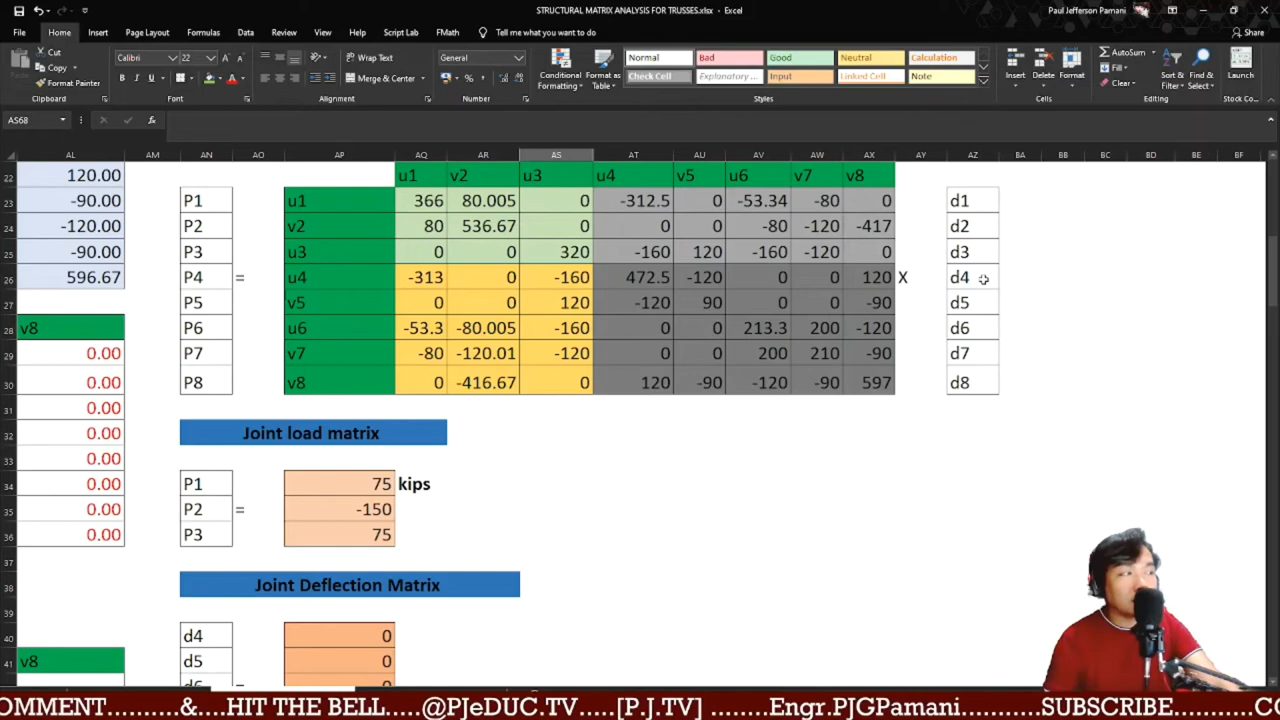 STRUCTURAL MATRIX ANALYSIS FOR TRUSSES.xlsx - Excel
Paul Jefferson Pamani
File Home Insert Page Layout Formulas Data Review View Help Script Lab FMath Tell me what you want to do Share
Cut
Copy
Format Painter
Clipboard
Calibri 22
B I U
Font
Wrap Text
Merge & Center
Alignment
General
Number
Conditional Formatting
Format as Table
Normal Bad Good Neutral Calculation
Check Cell Explanatory ... Input Linked Cell Note
Styles
Insert Delete Format
Cells
AutoSum
Fill
Clear
Sort & Filter
Find & Select
Editing
Launch
Stock Co...
AS68 fx
AL AM AN AO AP AQ AR AS AT AU AV AW AX AY AZ BA BB BC BD BE BF
22 120.00 u1 v2 u3 u4 v5 u6 v7 v8
23 -90.00 P1 u1 366 80.005 0 -312.5 0 -53.34 -80 0 d1
24 -120.00 P2 v2 80 536.67 0 0 0 -80 -120 -417 d2
25 -90.00 P3 u3 0 0 320 -160 120 -160 -120 0 d3
26 596.67 P4 = u4 -313 0 -160 472.5 -120 0 0 120 X d4
27 P5 v5 0 0 120 -120 90 0 0 -90 d5
28 v8 P6 u6 -53.3 -80.005 -160 0 0 213.3 200 -120 d6
29 0.00 P7 v7 -80 -120.01 -120 0 0 200 210 -90 d7
30 0.00 P8 v8 0 -416.67 0 120 -90 -120 -90 597 d8
31 0.00
32 0.00 Joint load matrix
33 0.00
34 0.00 P1 75 kips
35 0.00 P2 = -150
36 0.00 P3 75
37
38 Joint Deflection Matrix
39
40 d4 0
41 v8 d5 0
d6 =
OMMENT.........&....HIT THE BELL.....@PJeDUC.TV.....[P.J.TV] .......Engr.PJGPamani.......SUBSCRIBE.......CO